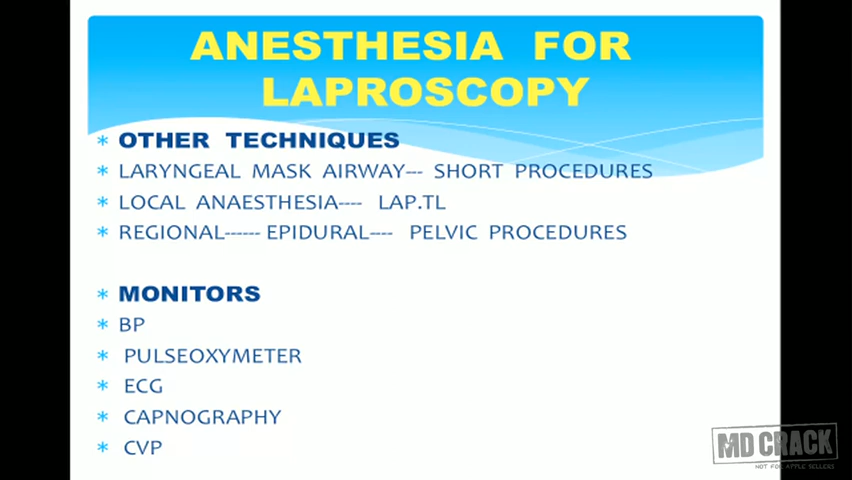 ANESTHESIA FOR
LAPROSCOPY
* OTHER TECHNIQUES
* LARYNGEAL MASK AIRWAY--- SHORT PROCEDURES
* LOCAL ANAESTHESIA---- LAP.TL
* REGIONAL------ EPIDURAL---- PELVIC PROCEDURES
* MONITORS
* BP
* PULSEOXYMETER
* ECG
* CAPNOGRAPHY
* CVP
MD CRACK
NOT FOR APPLE SELLERS